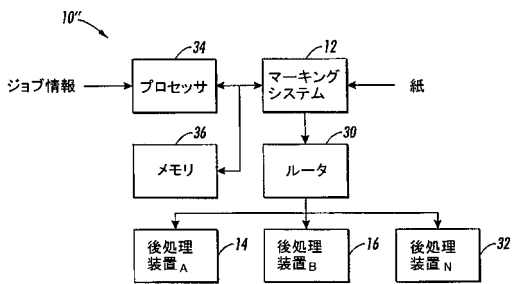 10"
34
12
ジョブ情報
プロセッサ
マーキング
システム
紙
36
30
メモリ
ルータ
後処理
装置A
14
後処理
装置B
16
後処理
装置N
32